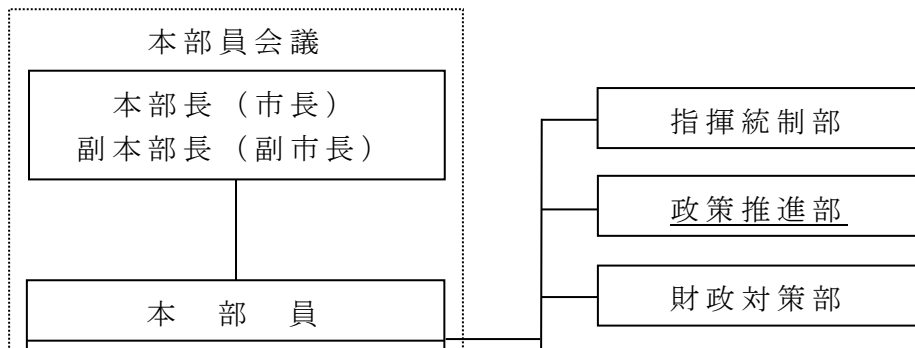 本部員会議
本部長（市長）
副本部長（副市長）
本部員
指揮統制部
政策推進部
財政対策部